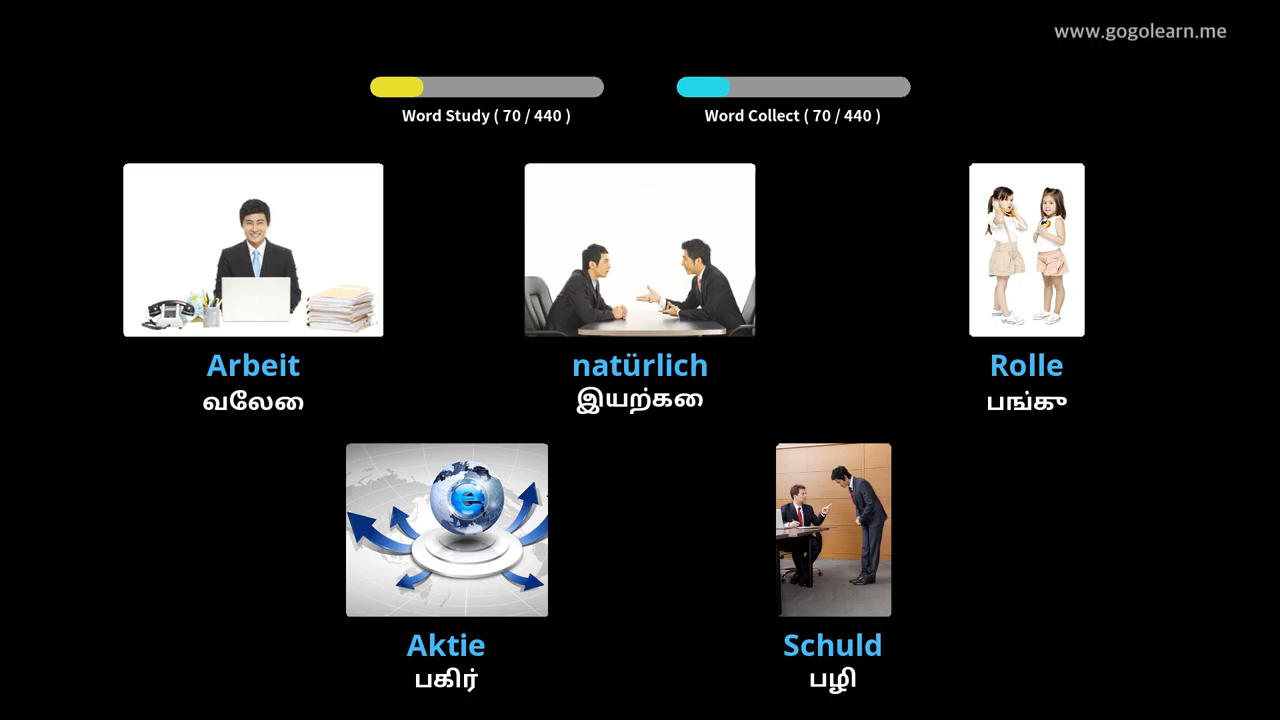 www.gogolearn.me
Word Study ( 70 / 440 )
Word Collect ( 70 / 440 )
Arbeit
வேலை
natürlich
இயற்கை
Rolle
பங்கு
Aktie
பகிர்
Schuld
பழி